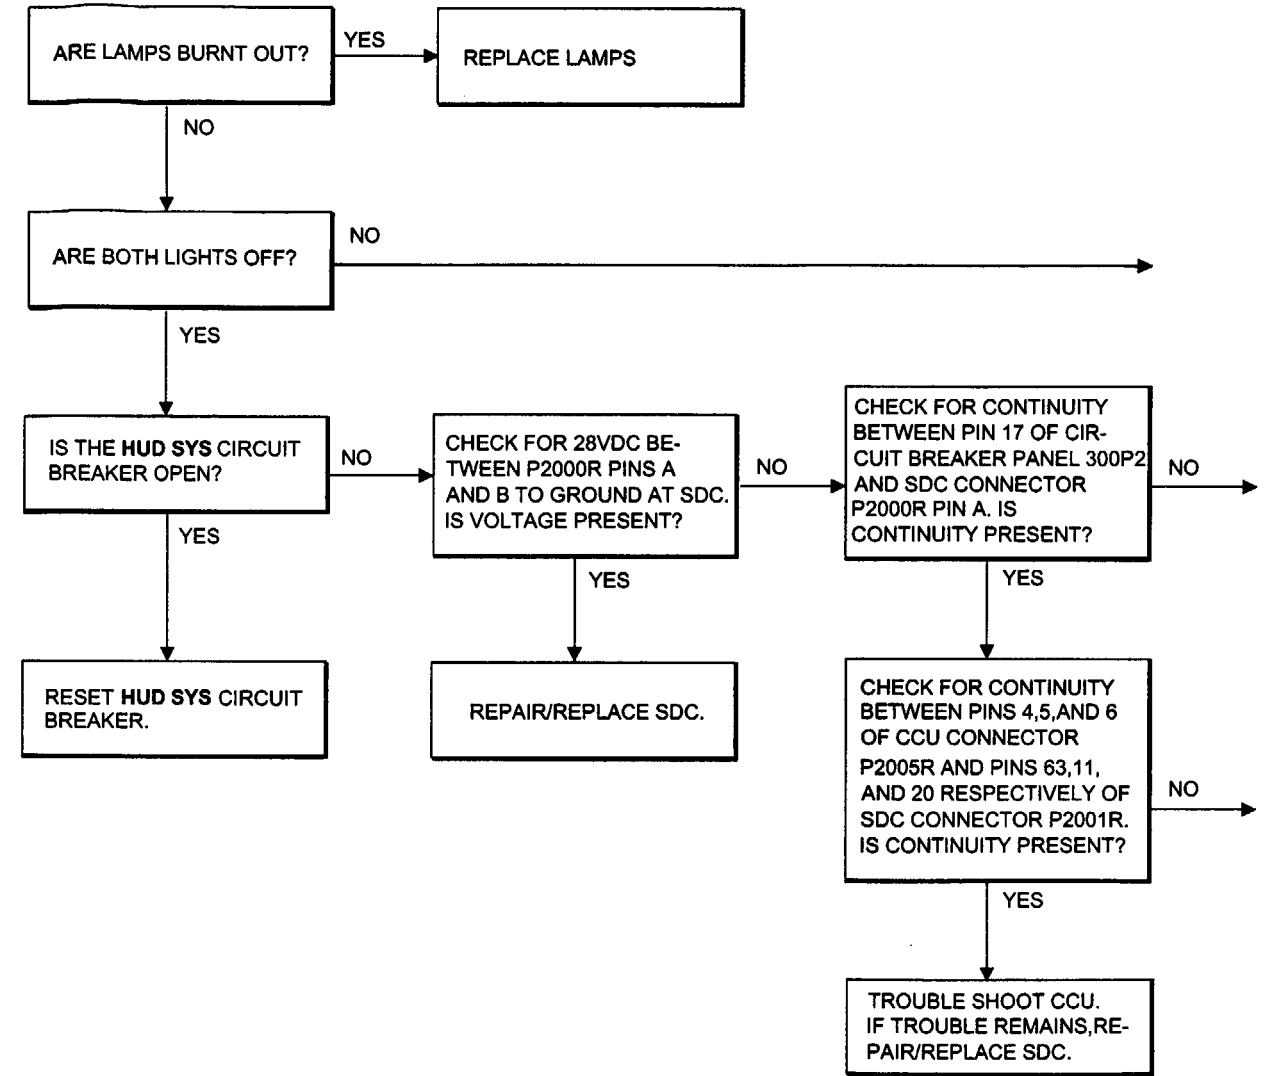 ARE LAMPS BURNT OUT?
YES
REPLACE LAMPS
NO
ARE BOTH LIGHTS OFF?
NO
YES
IS THE HUD SYS CIRCUIT
BREAKER OPEN?
NO
CHECK FOR 28VDC BE-
TWEEN P2000R PINS A
AND B TO GROUND AT SDC.
IS VOLTAGE PRESENT?
NO
CHECK FOR CONTINUITY
BETWEEN PIN 17 OF CIR-
CUIT BREAKER PANEL 300P2
AND SDC CONNECTOR
P2000R PIN A. IS
CONTINUITY PRESENT?
NO
YES
YES
YES
RESET HUD SYS CIRCUIT
BREAKER.
REPAIR/REPLACE SDC.
CHECK FOR CONTINUITY
BETWEEN PINS 4,5,AND 6
OF CCU CONNECTOR
P2005R AND PINS 63,11,
AND 20 RESPECTIVELY OF
SDC CONNECTOR P2001R.
IS CONTINUITY PRESENT?
NO
YES
TROUBLE SHOOT CCU.
IF TROUBLE REMAINS,RE-
PAIR/REPLACE SDC.